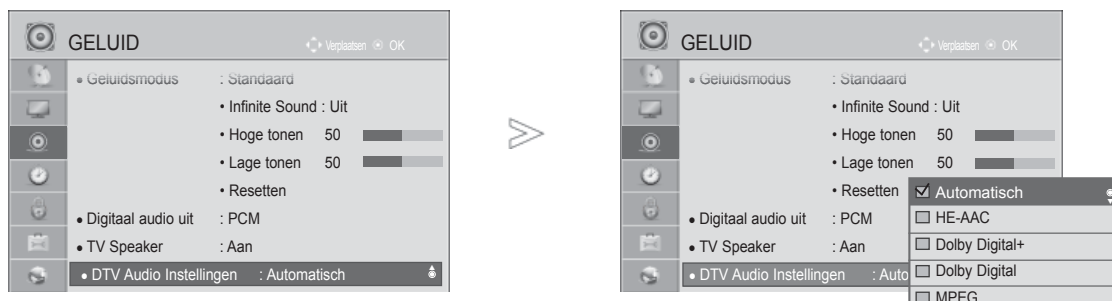 GELUID
Verplaatsen OK
• Geluidsmodus : Standaard
• Infinite Sound : Uit
• Hoge tonen 50
• Lage tonen 50
• Resetten
• Digitaal audio uit : PCM
• TV Speaker : Aan
• DTV Audio Instellingen : Automatisch
GELUID
Verplaatsen OK
• Geluidsmodus : Standaard
• Infinite Sound : Uit
• Hoge tonen 50
• Lage tonen 50
• Resetten
• Digitaal audio uit : PCM
• TV Speaker : Aan
• DTV Audio Instellingen : Auto
Automatisch
HE-AAC
Dolby Digital+
Dolby Digital
MPEG